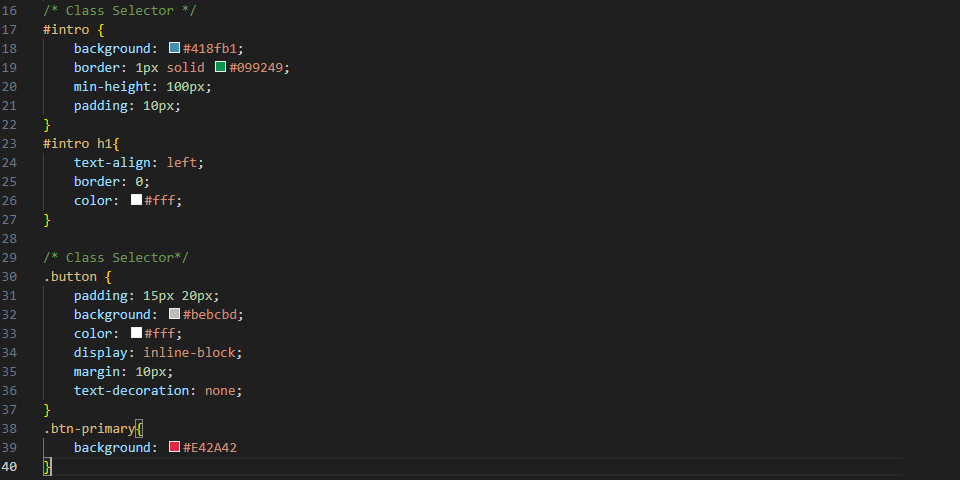 16 /* Class Selector */
17 #intro {
18     background: #418fb1;
19     border: 1px solid #099249;
20     min-height: 100px;
21     padding: 10px;
22 }
23 #intro h1{
24     text-align: left;
25     border: 0;
26     color: #fff;
27 }
28
29 /* Class Selector*/
30 .button {
31     padding: 15px 20px;
32     background: #bebcbd;
33     color: #fff;
34     display: inline-block;
35     margin: 10px;
36     text-decoration: none;
37 }
38 .btn-primary{
39     background: #E42A42
40 }